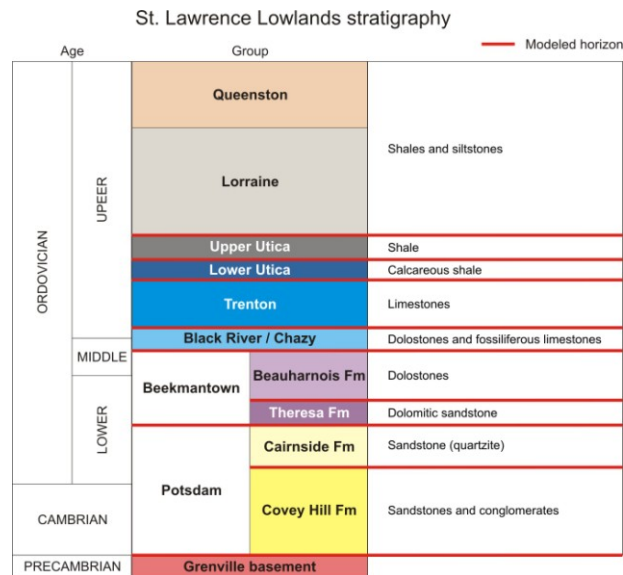 St. Lawrence Lowlands stratigraphy
Modeled horizon
Age
Group
ORDOVICIAN
UPEER
MIDDLE
LOWER
CAMBRIAN
PRECAMBRIAN
Queenston
Lorraine
Shales and siltstones
Upper Utica
Shale
Lower Utica
Calcareous shale
Trenton
Limestones
Black River / Chazy
Dolostones and fossiliferous limestones
Beekmantown
Beauharnois Fm
Dolostones
Theresa Fm
Dolomitic sandstone
Potsdam
Cairnside Fm
Sandstone (quartzite)
Covey Hill Fm
Sandstones and conglomerates
Grenville basement